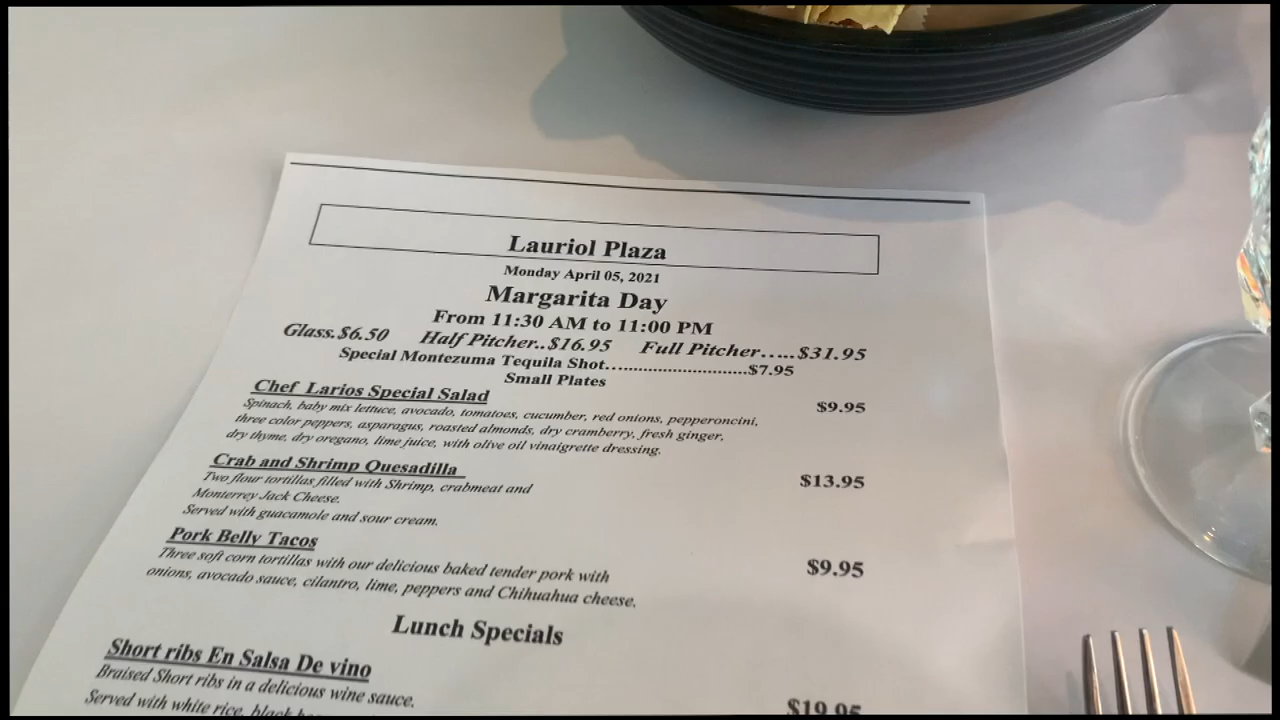 Lauriol Plaza
Monday April 05, 2021
Margarita Day
From 11:30 AM to 11:00 PM
Glass.$6.50 Half Pitcher..$16.95 Full Pitcher…..$31.95
Special Montezuma Tequila Shot…..........................$7.95
Small Plates
Chef Larios Special Salad $9.95
Spinach, baby mix lettuce, avocado, tomatoes, cucumber, red onions, pepperoncini,
three color peppers, asparagus, roasted almonds, dry cramberry, fresh ginger,
dry thyme, dry oregano, lime juice, with olive oil vinaigrette dressing.
Crab and Shrimp Quesadilla $13.95
Two flour tortillas filled with Shrimp, crabmeat and
Monterrey Jack Cheese.
Served with guacamole and sour cream.
Pork Belly Tacos $9.95
Three soft corn tortillas with our delicious baked tender pork with
onions, avocado sauce, cilantro, lime, peppers and Chihuahua cheese.
Lunch Specials
Short ribs En Salsa De vino
Braised Short ribs in a delicious wine sauce. $19.95
Served with white rice, black